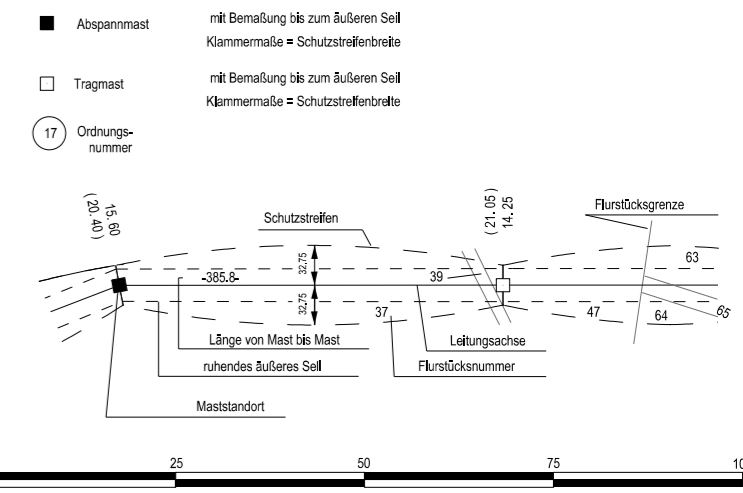 Abspannmast
mit Bemaßung bis zum äußeren Seil
Klammermaße = Schutzstreifenbreite
Tragmast
mit Bemaßung bis zum äußeren Seil
Klammermaße = Schutzstreifenbreite
17
Ordnungs-
nummer
15.60
(20.40)
(21.05)
14.25
Flurstücksgrenze
Schutzstreifen
63
-385.8-
32,75
39
32,75
37
47
64
65
Länge von Mast bis Mast
Leitungsachse
ruhendes äußeres Seil
Flurstücksnummer
Maststandort
25
50
75